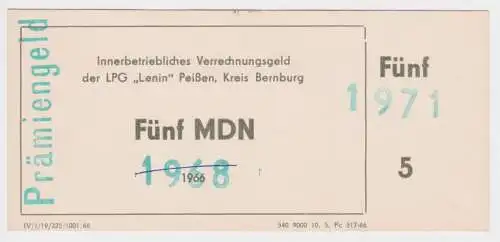 Prämiengeld
Innerbetriebliches Verrechnungsgeld
der LPG „Lenin" Peißen, Kreis Bernburg
Fünf MDN
1968
1966
Fünf
1971
5
IV/1/19/325/1001 66
540 9000 10. 5. Pc 517-66